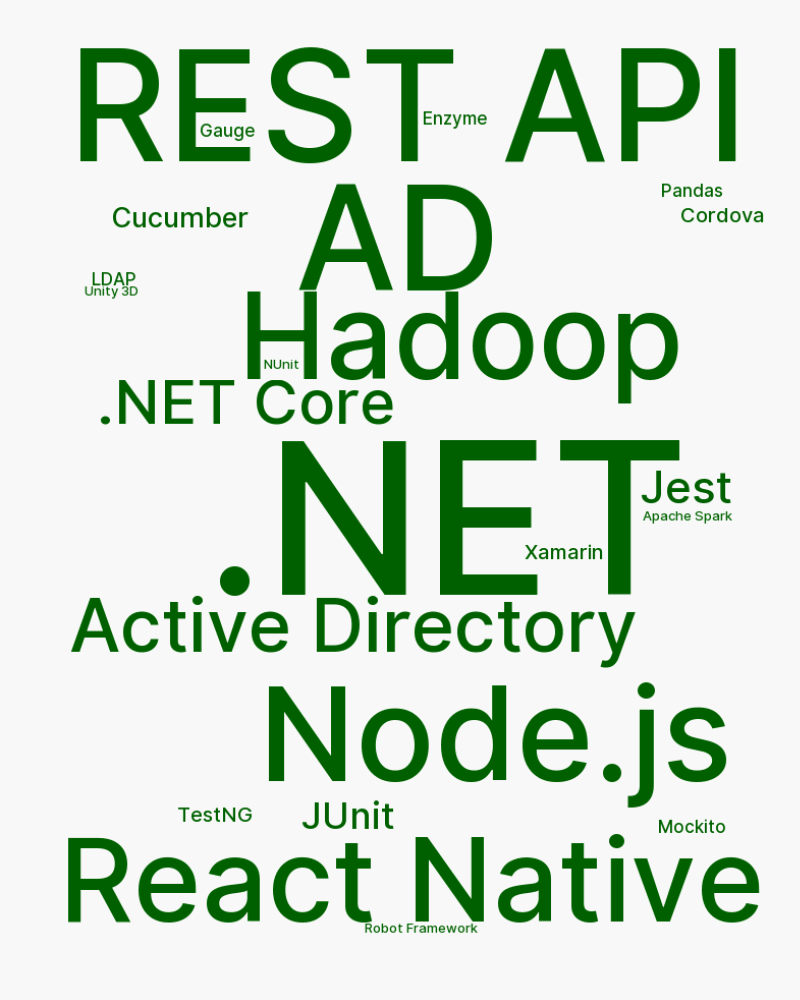 REST API
Gauge
Enzyme
AD
Pandas
Cucumber
Cordova
LDAP
Unity 3D
Hadoop
NUnit
.NET Core
.NET
Jest
Apache Spark
Xamarin
Active Directory
Node.js
TestNG
JUnit
Mockito
React Native
Robot Framework